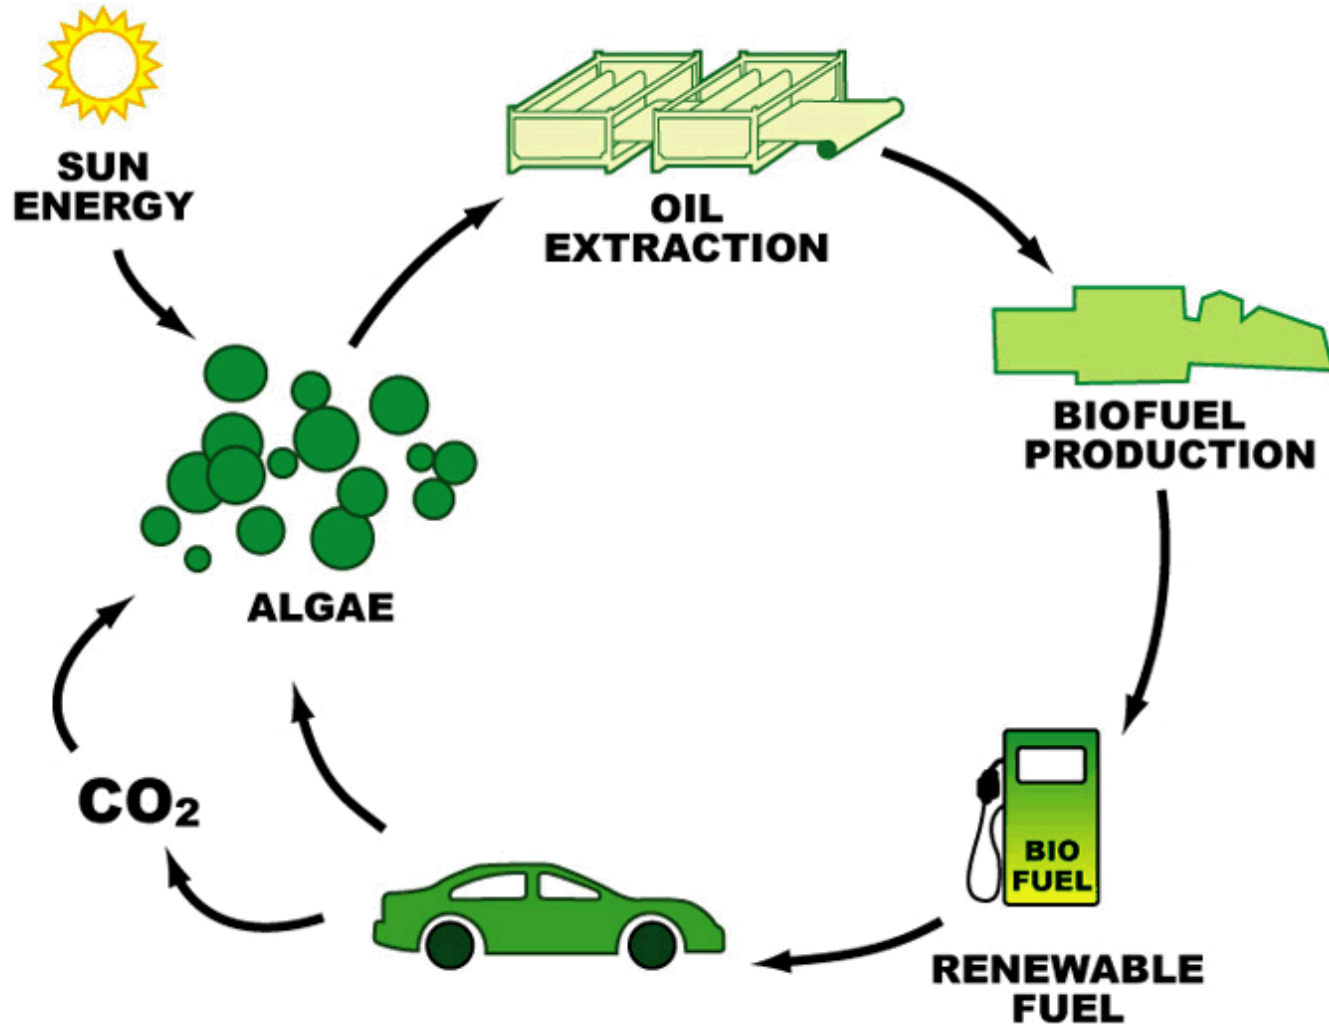 SUN
ENERGY
OIL
EXTRACTION
BIOFUEL
PRODUCTION
ALGAE
CO₂
BIO
FUEL
RENEWABLE
FUEL